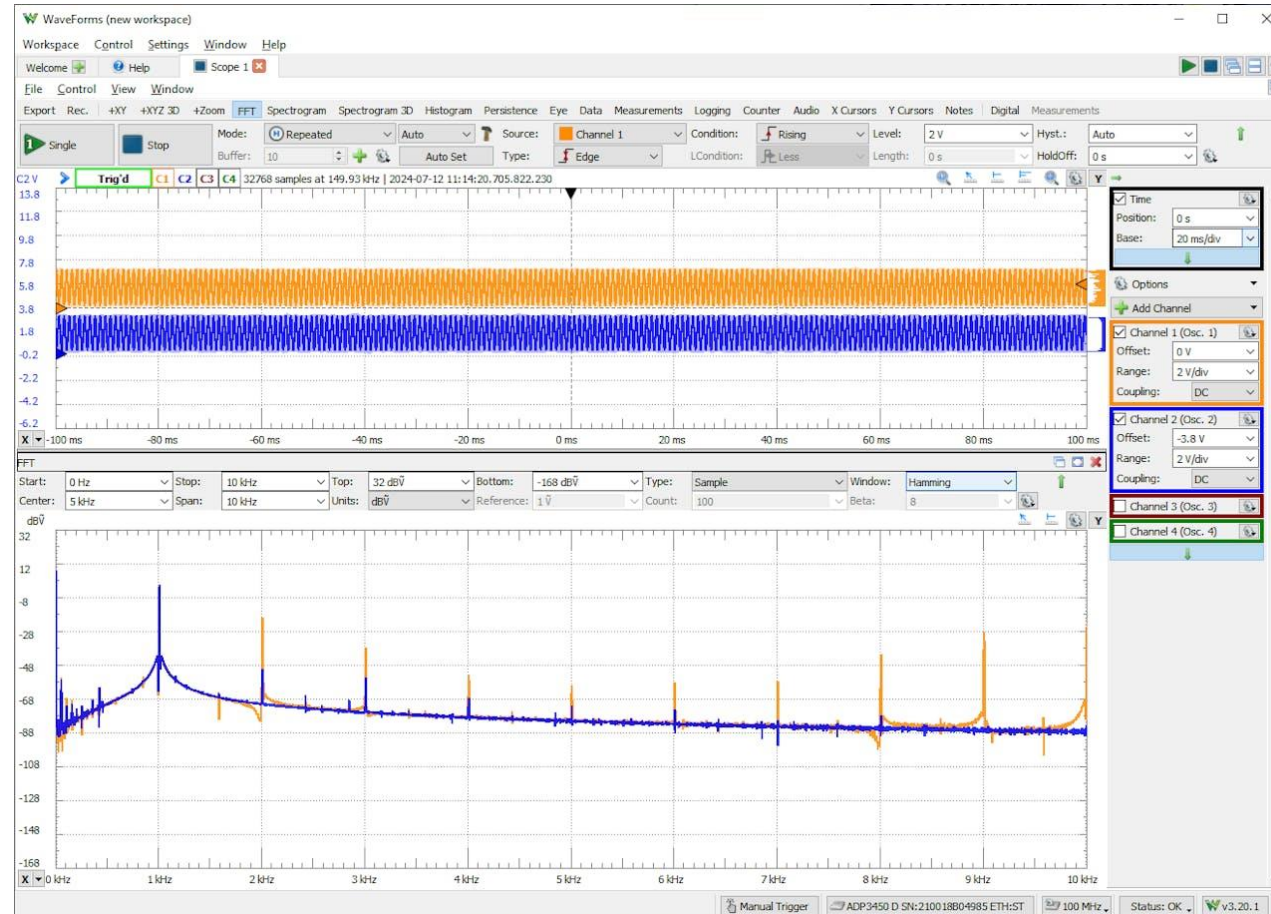 WaveForms (new workspace)
Workspace Control Settings Window Help
Welcome Help Scope 1
File Control View Window
Export Rec. +XY +XYZ 3D +Zoom FFT Spectrogram Spectrogram 3D Histogram Persistence Eye Data Measurements Logging Counter Audio X Cursors Y Cursors Notes Digital Measurements
Single Stop Mode: Repeated Auto Source: Channel 1 Condition: Rising Level: 2 V Hyst.: Auto
Buffer: 10 Auto Set Type: Edge LCondition: Less Length: 0 s HoldOff: 0 s
C2 V Trig'd C1 C2 C3 C4 32768 samples at 149.93 kHz | 2024-07-12 11:14:20.705.822.230 Y
13.8
11.8
9.8
7.8
5.8
3.8
1.8
-0.2
-2.2
-4.2
-6.2
X -100 ms -80 ms -60 ms -40 ms -20 ms 0 ms 20 ms 40 ms 60 ms 80 ms 100 ms
Time
Position: 0 s
Base: 20 ms/div
Options
Add Channel
Channel 1 (Osc. 1)
Offset: 0 V
Range: 2 V/div
Coupling: DC
Channel 2 (Osc. 2)
Offset: -3.8 V
Range: 2 V/div
Coupling: DC
Channel 3 (Osc. 3)
Channel 4 (Osc. 4)
FFT
Start: 0 Hz Stop: 10 kHz Top: 32 dBṼ Bottom: -168 dBṼ Type: Sample Window: Hamming
Center: 5 kHz Span: 10 kHz Units: dBṼ Reference: 1 Ṽ Count: 100 Beta: 8
dBṼ Y
32
12
-8
-28
-48
-68
-88
-108
-128
-148
-168
X 0 kHz 1 kHz 2 kHz 3 kHz 4 kHz 5 kHz 6 kHz 7 kHz 8 kHz 9 kHz 10 kHz
Manual Trigger ADP3450 D SN:210018B04985 ETH:ST 100 MHz Status: OK v3.20.1